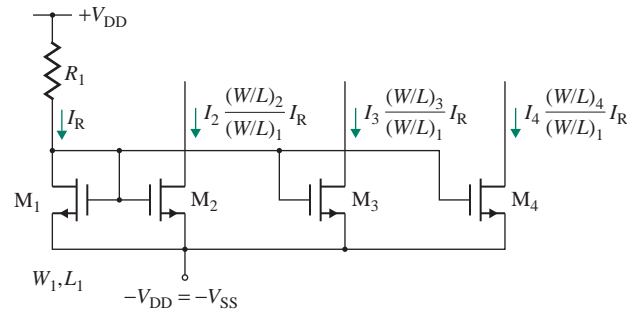 +V_DD
R_1
I_R
I_2 (W/L)_2/(W/L)_1 I_R
I_3 (W/L)_3/(W/L)_1 I_R
I_4 (W/L)_4/(W/L)_1 I_R
M_1
M_2
M_3
M_4
W_1, L_1
−V_DD = −V_SS